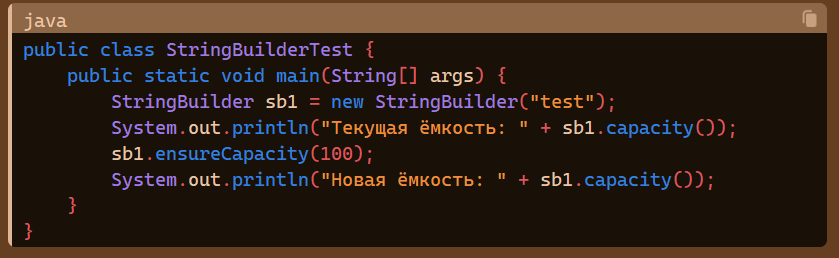 java
public class StringBuilderTest {
    public static void main(String[] args) {
        StringBuilder sb1 = new StringBuilder("test");
        System.out.println("Текущая ёмкость: " + sb1.capacity());
        sb1.ensureCapacity(100);
        System.out.println("Новая ёмкость: " + sb1.capacity());
    }
}